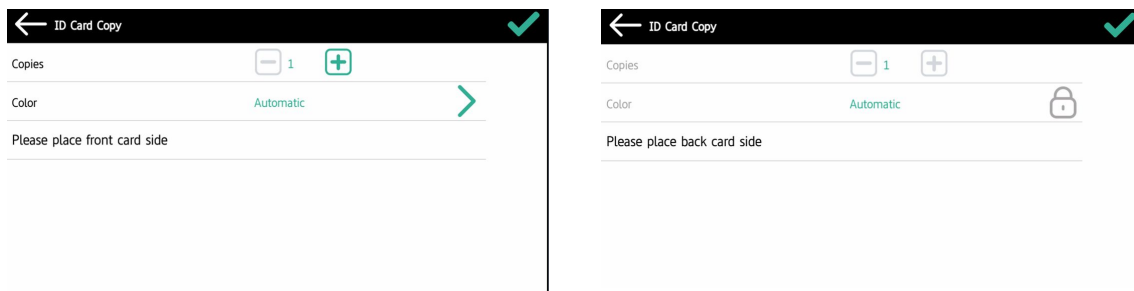 ID Card Copy
Copies 1
Color Automatic
Please place front card side
ID Card Copy
Copies 1
Color Automatic
Please place back card side